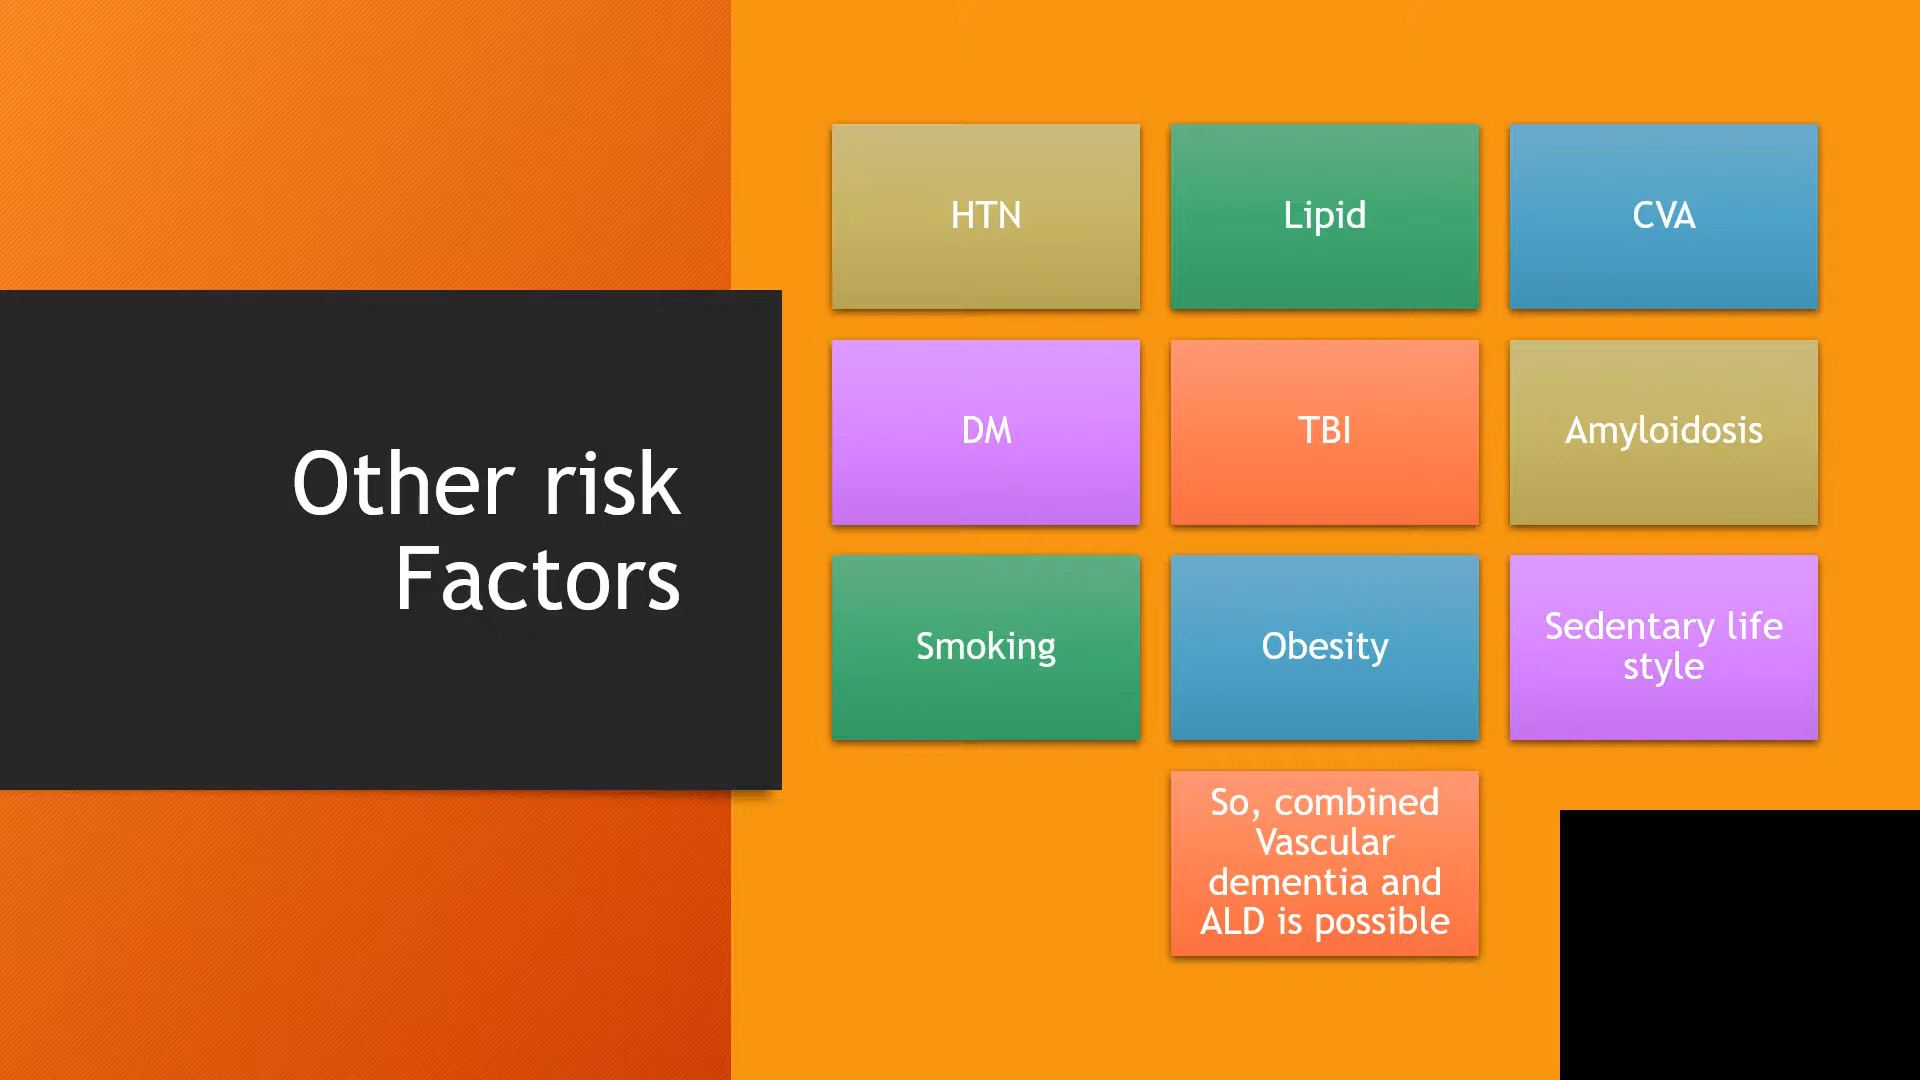 Other risk
Factors
HTN
Lipid
CVA
DM
TBI
Amyloidosis
Smoking
Obesity
Sedentary life
style
So, combined
Vascular
dementia and
ALD is possible